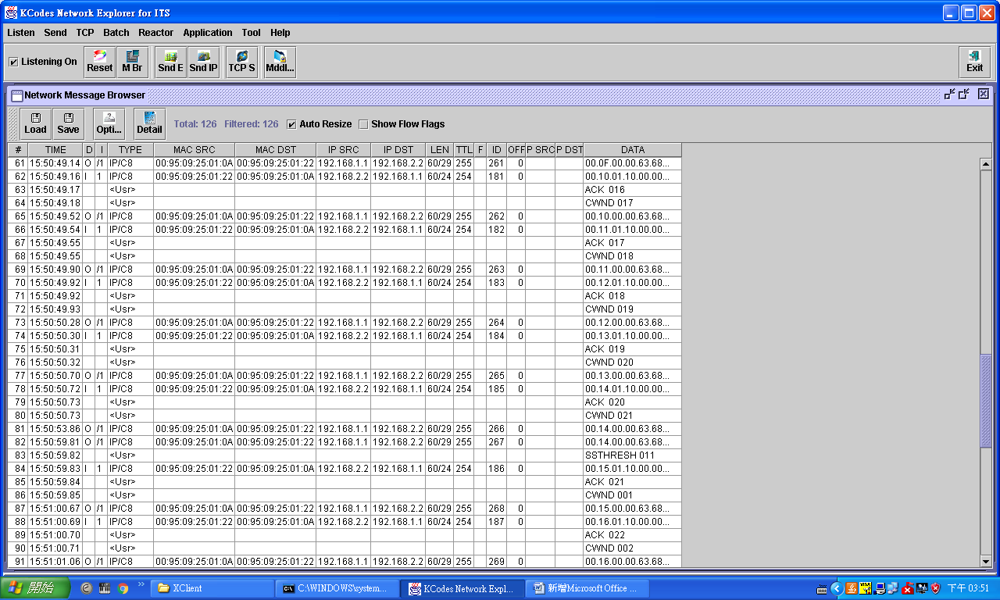 KCodes Network Explorer for ITS
Listen Send TCP Batch Reactor Application Tool Help
Listening On Reset M Br Snd E Snd IP TCP S Mddl... Exit
Network Message Browser
Load Save Opti... Detail Total: 126 Filtered: 126 Auto Resize Show Flow Flags
# TIME D I TYPE MAC SRC MAC DST IP SRC IP DST LEN TTL F ID OFF P SRC P DST DATA
61 15:50:49.14 O /1 IP/C8 00:95:09:25:01:0A 00:95:09:25:01:22 192.168.1.1 192.168.2.2 60/29 255 261 0 00.0F.00.00.63.68...
62 15:50:49.16 I 1 IP/C8 00:95:09:25:01:22 00:95:09:25:01:0A 192.168.2.2 192.168.1.1 60/24 254 181 0 00.10.01.10.00.00...
63 15:50:49.17 <Usr> ACK 016
64 15:50:49.18 <Usr> CWND 017
65 15:50:49.52 O /1 IP/C8 00:95:09:25:01:0A 00:95:09:25:01:22 192.168.1.1 192.168.2.2 60/29 255 262 0 00.10.00.00.63.68...
66 15:50:49.54 I 1 IP/C8 00:95:09:25:01:22 00:95:09:25:01:0A 192.168.2.2 192.168.1.1 60/24 254 182 0 00.11.01.10.00.00...
67 15:50:49.55 <Usr> ACK 017
68 15:50:49.55 <Usr> CWND 018
69 15:50:49.90 O /1 IP/C8 00:95:09:25:01:0A 00:95:09:25:01:22 192.168.1.1 192.168.2.2 60/29 255 263 0 00.11.00.00.63.68...
70 15:50:49.92 I 1 IP/C8 00:95:09:25:01:22 00:95:09:25:01:0A 192.168.2.2 192.168.1.1 60/24 254 183 0 00.12.01.10.00.00...
71 15:50:49.92 <Usr> ACK 018
72 15:50:49.93 <Usr> CWND 019
73 15:50:50.28 O /1 IP/C8 00:95:09:25:01:0A 00:95:09:25:01:22 192.168.1.1 192.168.2.2 60/29 255 264 0 00.12.00.00.63.68...
74 15:50:50.30 I 1 IP/C8 00:95:09:25:01:22 00:95:09:25:01:0A 192.168.2.2 192.168.1.1 60/24 254 184 0 00.13.01.10.00.00...
75 15:50:50.31 <Usr> ACK 019
76 15:50:50.32 <Usr> CWND 020
77 15:50:50.70 O /1 IP/C8 00:95:09:25:01:0A 00:95:09:25:01:22 192.168.1.1 192.168.2.2 60/29 255 265 0 00.13.00.00.63.68...
78 15:50:50.72 I 1 IP/C8 00:95:09:25:01:22 00:95:09:25:01:0A 192.168.2.2 192.168.1.1 60/24 254 185 0 00.14.01.10.00.00...
79 15:50:50.73 <Usr> ACK 020
80 15:50:50.73 <Usr> CWND 021
81 15:50:53.86 O /1 IP/C8 00:95:09:25:01:0A 00:95:09:25:01:22 192.168.1.1 192.168.2.2 60/29 255 266 0 00.14.00.00.63.68...
82 15:50:59.81 O /1 IP/C8 00:95:09:25:01:0A 00:95:09:25:01:22 192.168.1.1 192.168.2.2 60/29 255 267 0 00.14.00.00.63.68...
83 15:50:59.82 <Usr> SSTHRESH 011
84 15:50:59.83 I 1 IP/C8 00:95:09:25:01:22 00:95:09:25:01:0A 192.168.2.2 192.168.1.1 60/24 254 186 0 00.15.01.10.00.00...
85 15:50:59.84 <Usr> ACK 021
86 15:50:59.85 <Usr> CWND 001
87 15:51:00.67 O /1 IP/C8 00:95:09:25:01:0A 00:95:09:25:01:22 192.168.1.1 192.168.2.2 60/29 255 268 0 00.15.00.00.63.68...
88 15:51:00.69 I 1 IP/C8 00:95:09:25:01:22 00:95:09:25:01:0A 192.168.2.2 192.168.1.1 60/24 254 187 0 00.16.01.10.00.00...
89 15:51:00.70 <Usr> ACK 022
90 15:51:00.71 <Usr> CWND 002
91 15:51:01.06 O /1 IP/C8 00:95:09:25:01:0A 00:95:09:25:01:22 192.168.1.1 192.168.2.2 60/29 255 269 0 00.16.00.00.63.68...
開始 XClient C:\WINDOWS\system... KCodes Network Expl... 新增Microsoft Office ... 下午 03:51